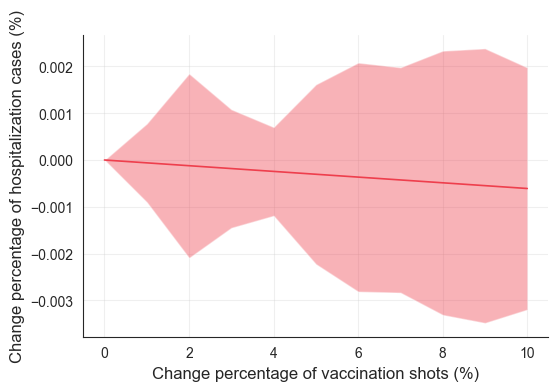 Change percentage of hospitalization cases (%)
0.002
0.001
0.000
−0.001
−0.002
−0.003
0 2 4 6 8 10
Change percentage of vaccination shots (%)